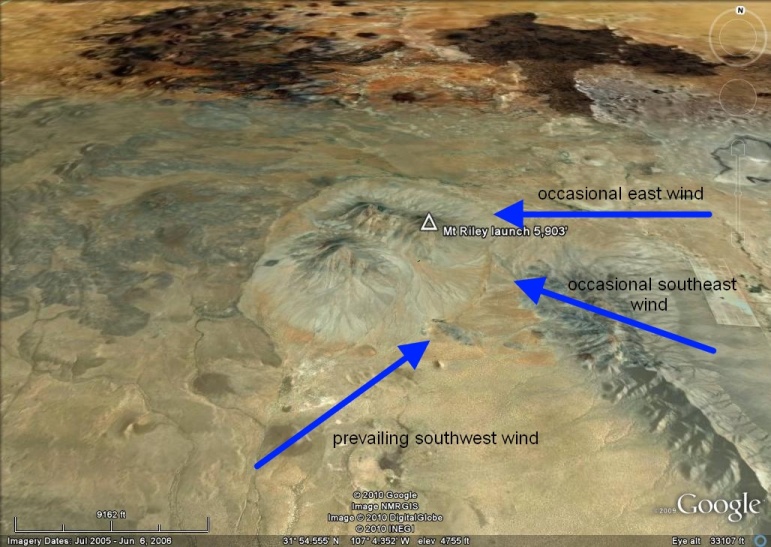 N
occasional east wind
Mt Riley launch 5,903'
occasional southeast
wind
prevailing southwest wind
© 2010 Google
Image NMRGIS
Image © 2010 DigitalGlobe
© 2010 INEGI
©2009 Google
9162 ft
Imagery Dates: Jul 2005 - Jun 6, 2006
31°54.555' N 107°4.352' W elev 4755 ft
Eye alt 33107 ft